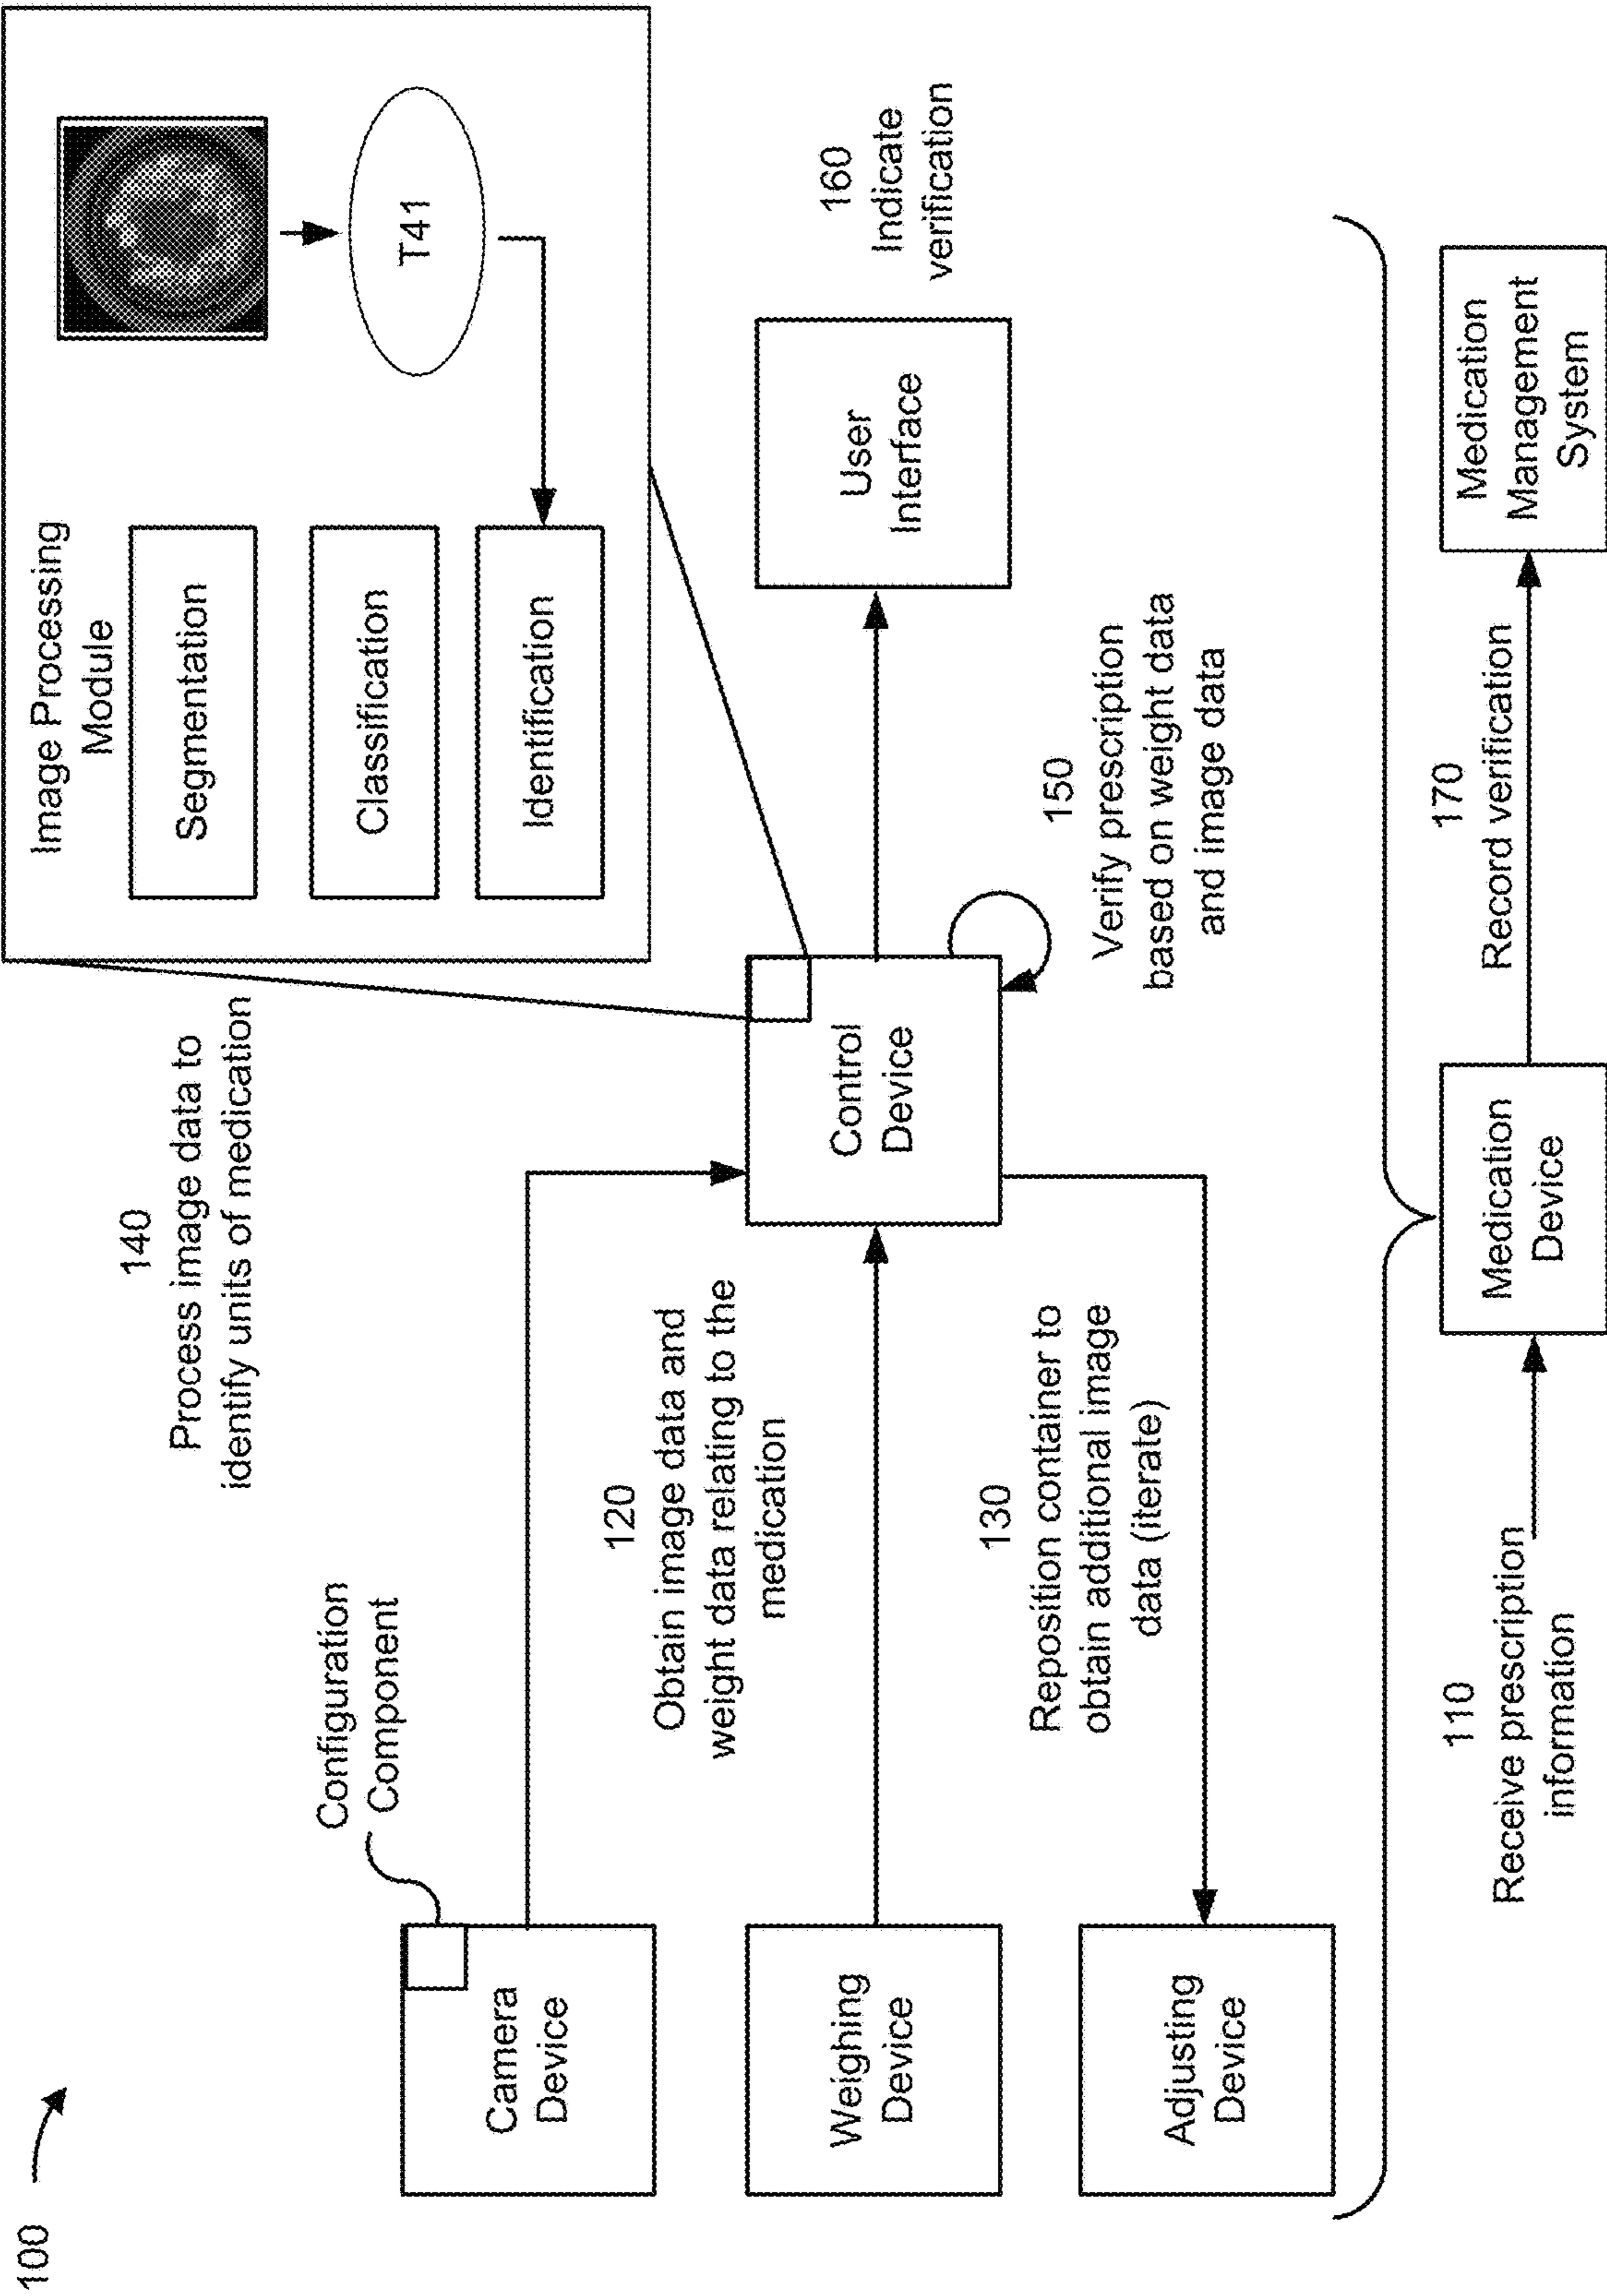 100
140
Process image data to
identify units of medication
Image Processing
Module
Segmentation
Classification
Identification
T41
Configuration
Component
Camera
Device
120
Obtain image data and
weight data relating to the
medication
Weighing
Device
Control
Device
User
Interface
160
Indicate
verification
130
Reposition container to
obtain additional image
data (iterate)
Adjusting
Device
150
Verify prescription
based on weight data
and image data
110
Receive prescription
information
Medication
Device
170
Record verification
Medication
Management
System